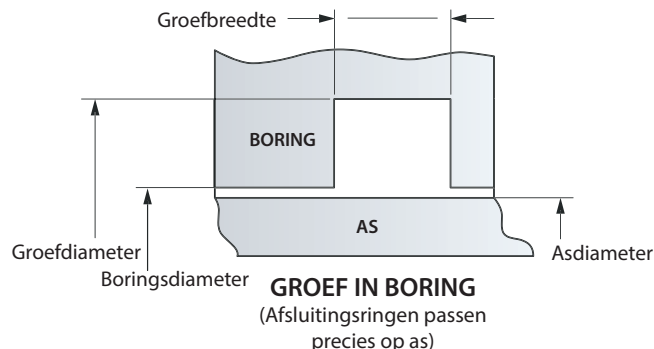 Groefbreedte
BORING
AS
Groefdiameter
Boringsdiameter
Asdiameter
GROEF IN BORING
(Afsluitingsringen passen
precies op as)